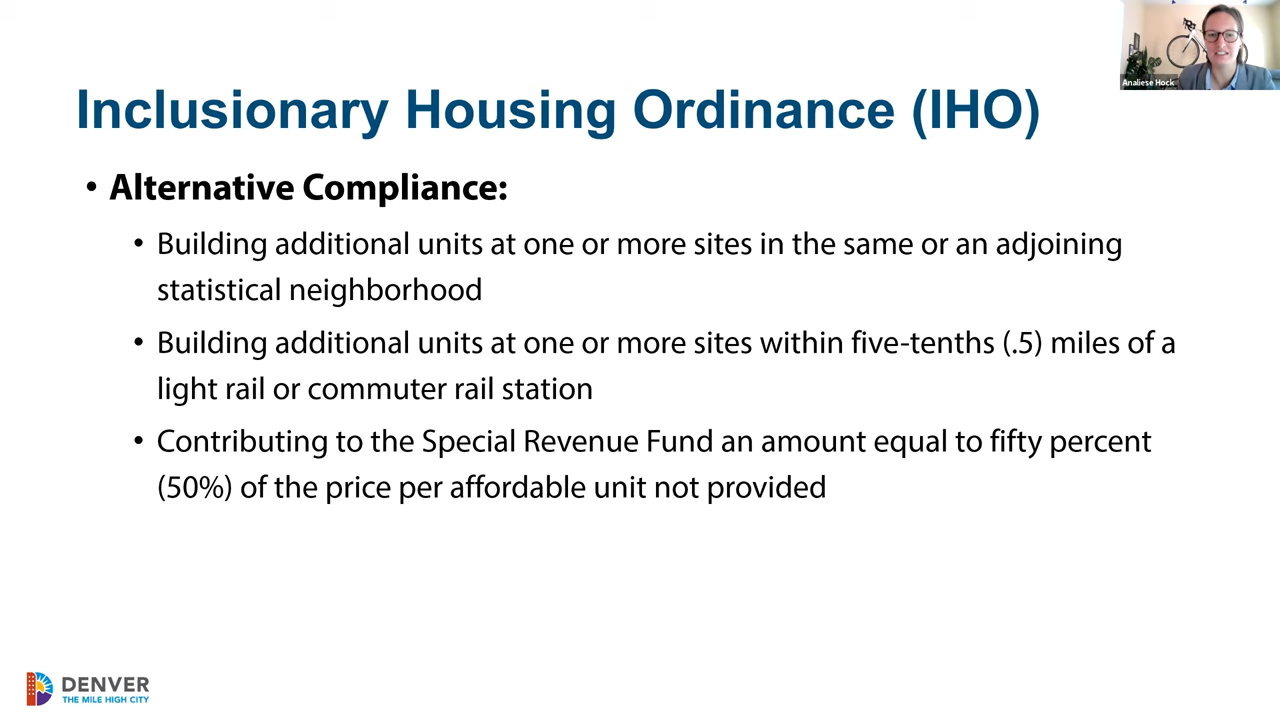 Analiese Hock
Inclusionary Housing Ordinance (IHO)
• Alternative Compliance:
• Building additional units at one or more sites in the same or an adjoining
statistical neighborhood
• Building additional units at one or more sites within five-tenths (.5) miles of a
light rail or commuter rail station
• Contributing to the Special Revenue Fund an amount equal to fifty percent
(50%) of the price per affordable unit not provided
DENVER
THE MILE HIGH CITY